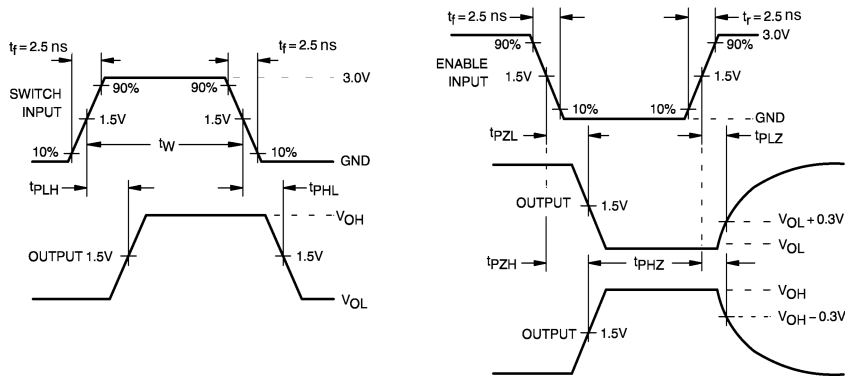 tf = 2.5 ns
tf = 2.5 ns
SWITCH
INPUT
90%
90%
3.0V
1.5V
1.5V
tW
10%
10%
GND
tPLH
tPHL
VOH
OUTPUT 1.5V
1.5V
VOL
tf = 2.5 ns
tr = 2.5 ns
ENABLE
INPUT
90%
90%
3.0V
1.5V
1.5V
10%
10%
GND
tPZL
tPLZ
OUTPUT
1.5V
VOL + 0.3V
VOL
tPZH
tPHZ
VOH
VOH – 0.3V
OUTPUT
1.5V